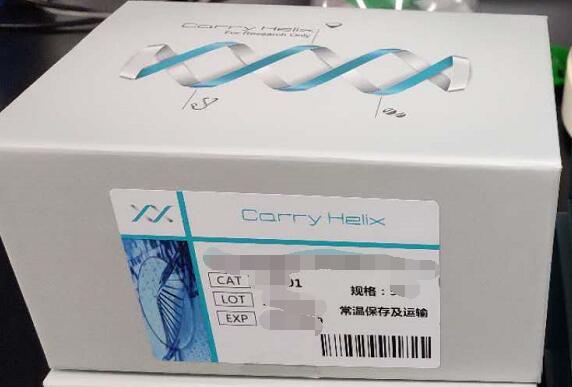 Carry Helix
For Research Only
Carry Helix
CAT 01
规格：
LOT
常温保存及运输
EXP